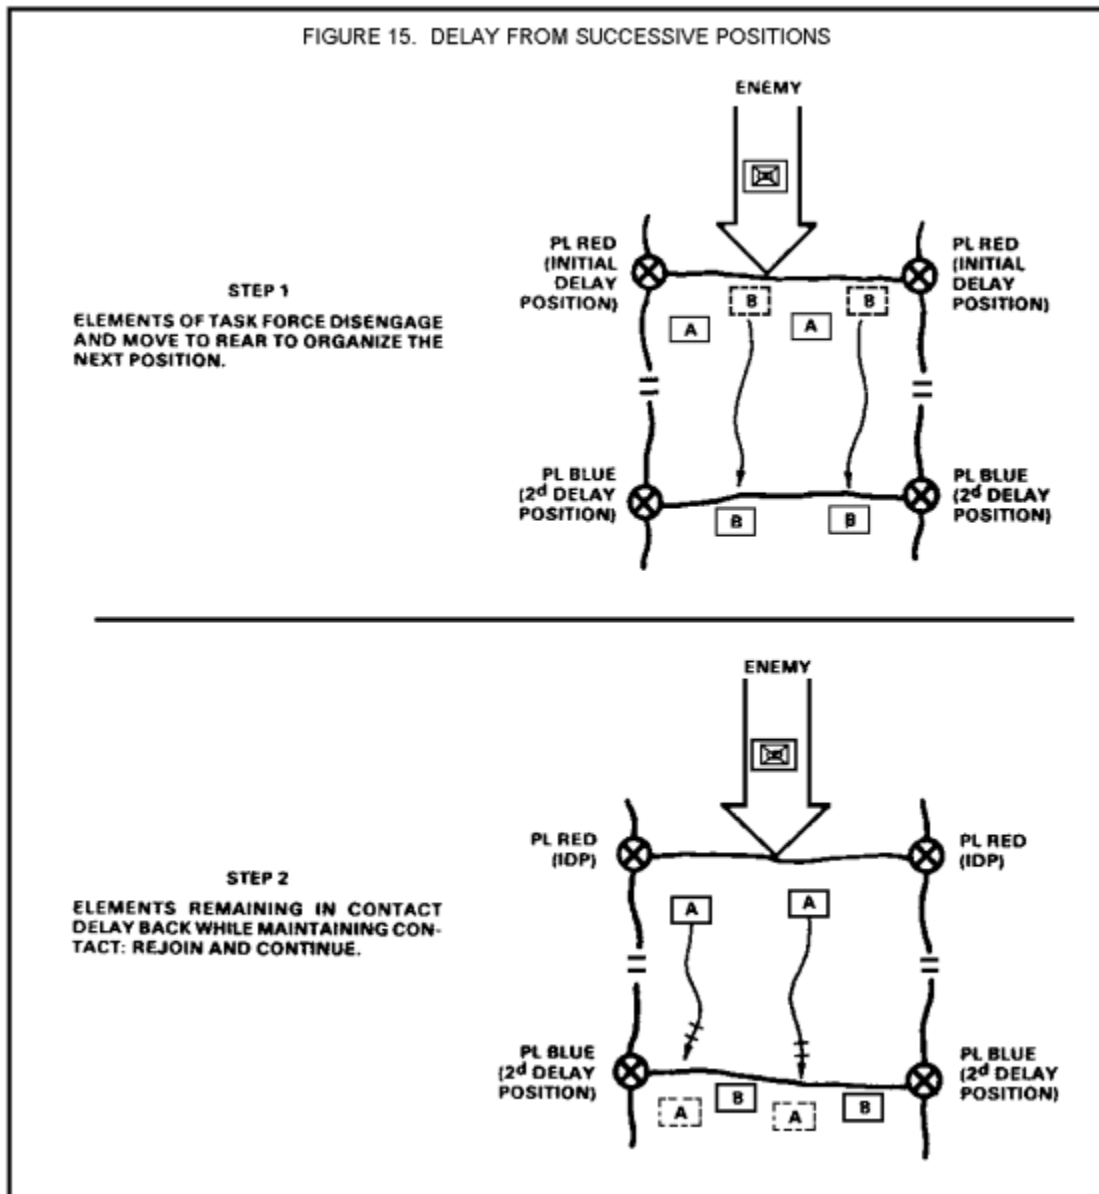 FIGURE 15. DELAY FROM SUCCESSIVE POSITIONS
ENEMY
PL RED
(INITIAL
DELAY
POSITION)
PL RED
(INITIAL
DELAY
POSITION)
STEP 1
ELEMENTS OF TASK FORCE DISENGAGE
AND MOVE TO REAR TO ORGANIZE THE
NEXT POSITION.
B
B
A
A
PL BLUE
(2d DELAY
POSITION)
PL BLUE
(2d DELAY
POSITION)
B
B
ENEMY
PL RED
(IDP)
PL RED
(IDP)
STEP 2
ELEMENTS REMAINING IN CONTACT
DELAY BACK WHILE MAINTAINING CON-
TACT: REJOIN AND CONTINUE.
A
A
PL BLUE
(2d DELAY
POSITION)
PL BLUE
(2d DELAY
POSITION)
A
B
A
B